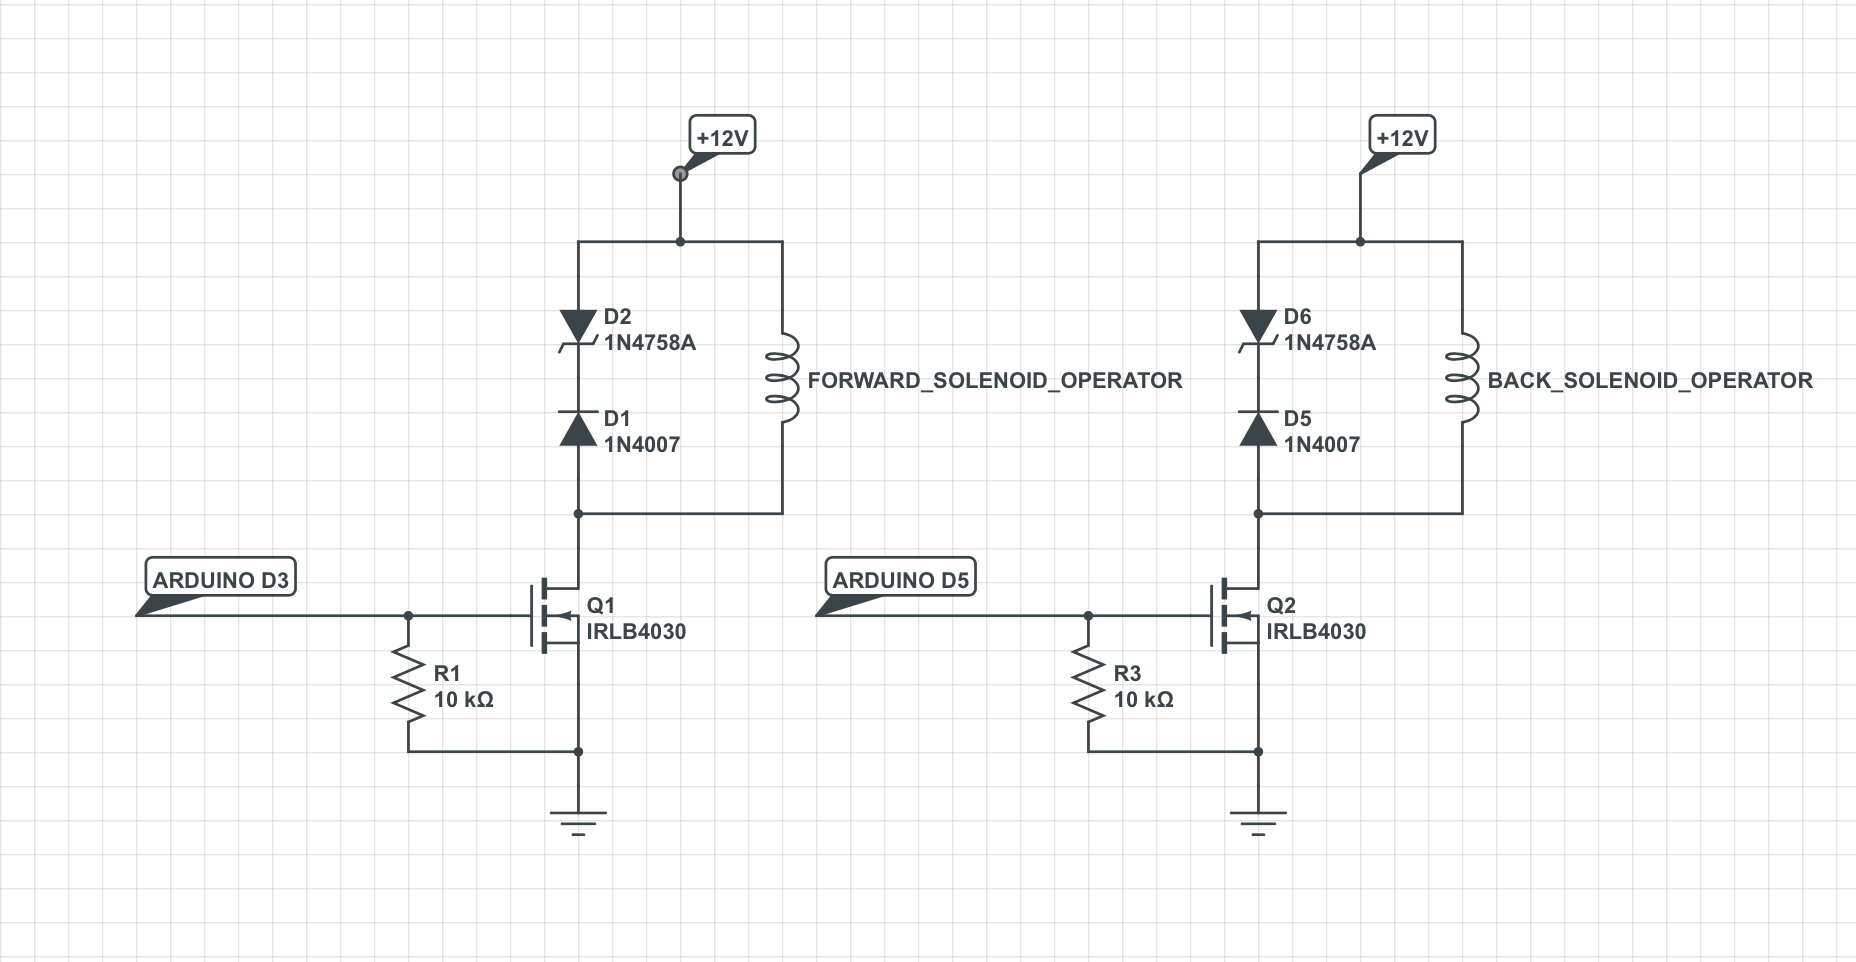 +12V
+12V
D2
1N4758A
D6
1N4758A
FORWARD_SOLENOID_OPERATOR
BACK_SOLENOID_OPERATOR
D1
1N4007
D5
1N4007
ARDUINO D3
ARDUINO D5
Q1
IRLB4030
Q2
IRLB4030
R1
10 kΩ
R3
10 kΩ